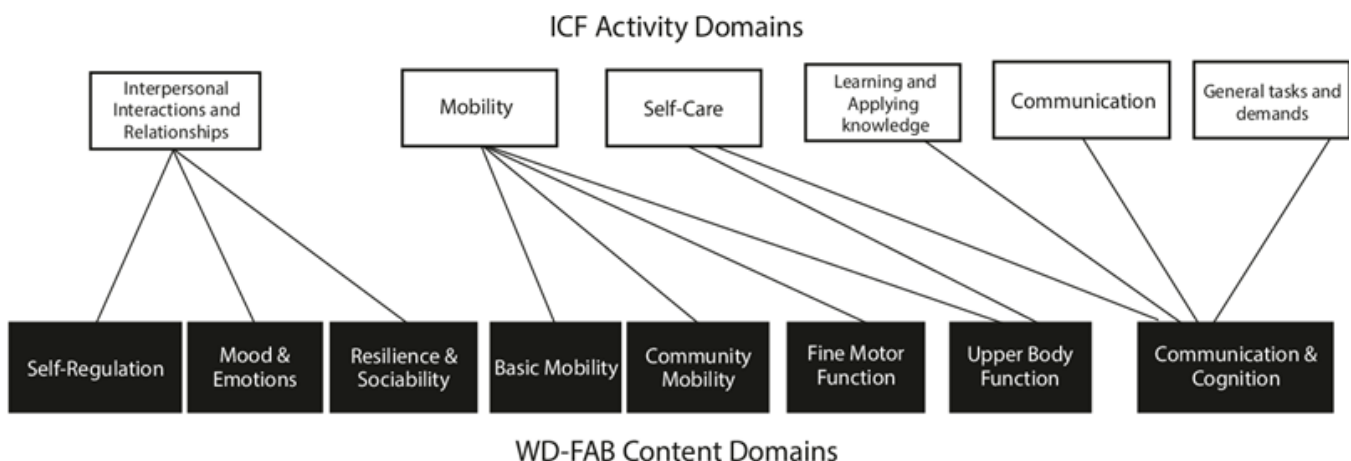 ICF Activity Domains
Interpersonal
Interactions and
Relationships
Mobility
Self-Care
Learning and
Applying
knowledge
Communication
General tasks and
demands
Self-Regulation
Mood &
Emotions
Resilience &
Sociability
Basic Mobility
Community
Mobility
Fine Motor
Function
Upper Body
Function
Communication &
Cognition
WD-FAB Content Domains